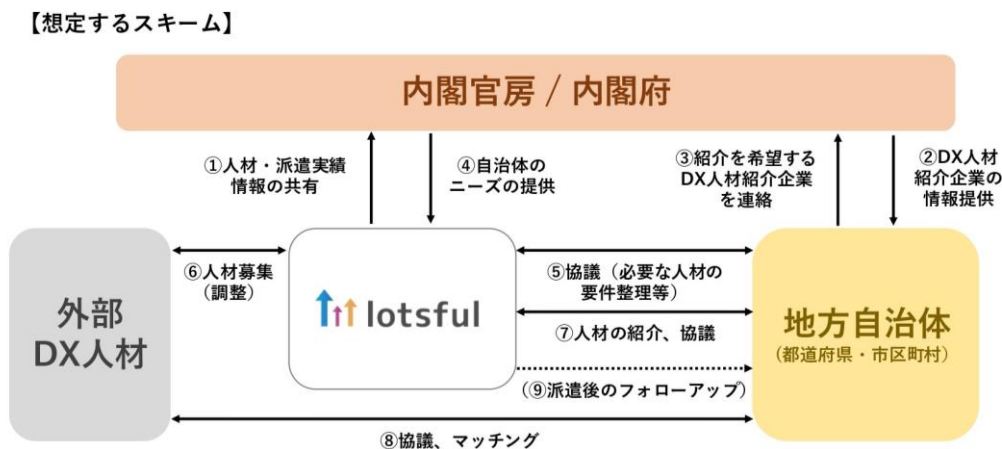 【想定するスキーム】
内閣官房 / 内閣府
①人材・派遣実績
情報の共有
④自治体の
ニーズの提供
③紹介を希望する
DX人材紹介企業
を連絡
②DX人材
紹介企業の
情報提供
外部
DX人材
⑥人材募集
（調整）
lotsful
⑤協議（必要な人材の
要件整理等）
⑦人材の紹介、協議
（⑨派遣後のフォローアップ）
地方自治体
（都道府県・市区町村）
⑧協議、マッチング